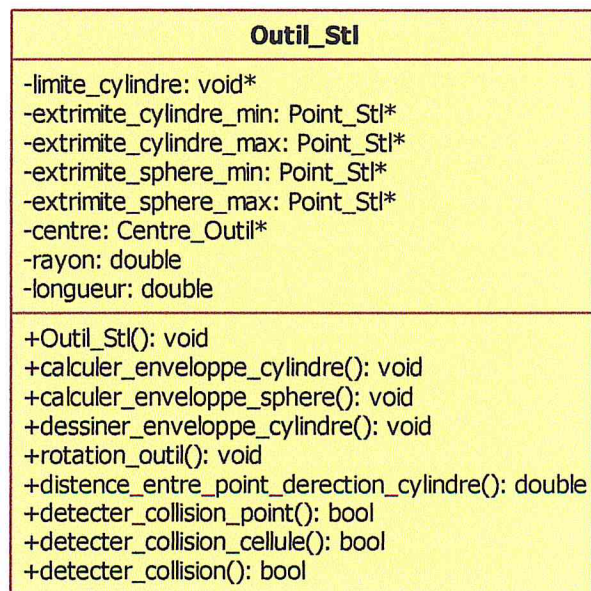 Outil_Stl
-limite_cylindre: void*
-extrimite_cylindre_min: Point_Stl*
-extrimite_cylindre_max: Point_Stl*
-extrimite_sphere_min: Point_Stl*
-extrimite_sphere_max: Point_Stl*
-centre: Centre_Outil*
-rayon: double
-longueur: double
+Outil_Stl(): void
+calculer_enveloppe_cylindre(): void
+calculer_enveloppe_sphere(): void
+dessiner_enveloppe_cylindre(): void
+rotation_outil(): void
+distence_entre_point_derection_cylindre(): double
+detecter_collision_point(): bool
+detecter_collision_cellule(): bool
+detecter_collision(): bool